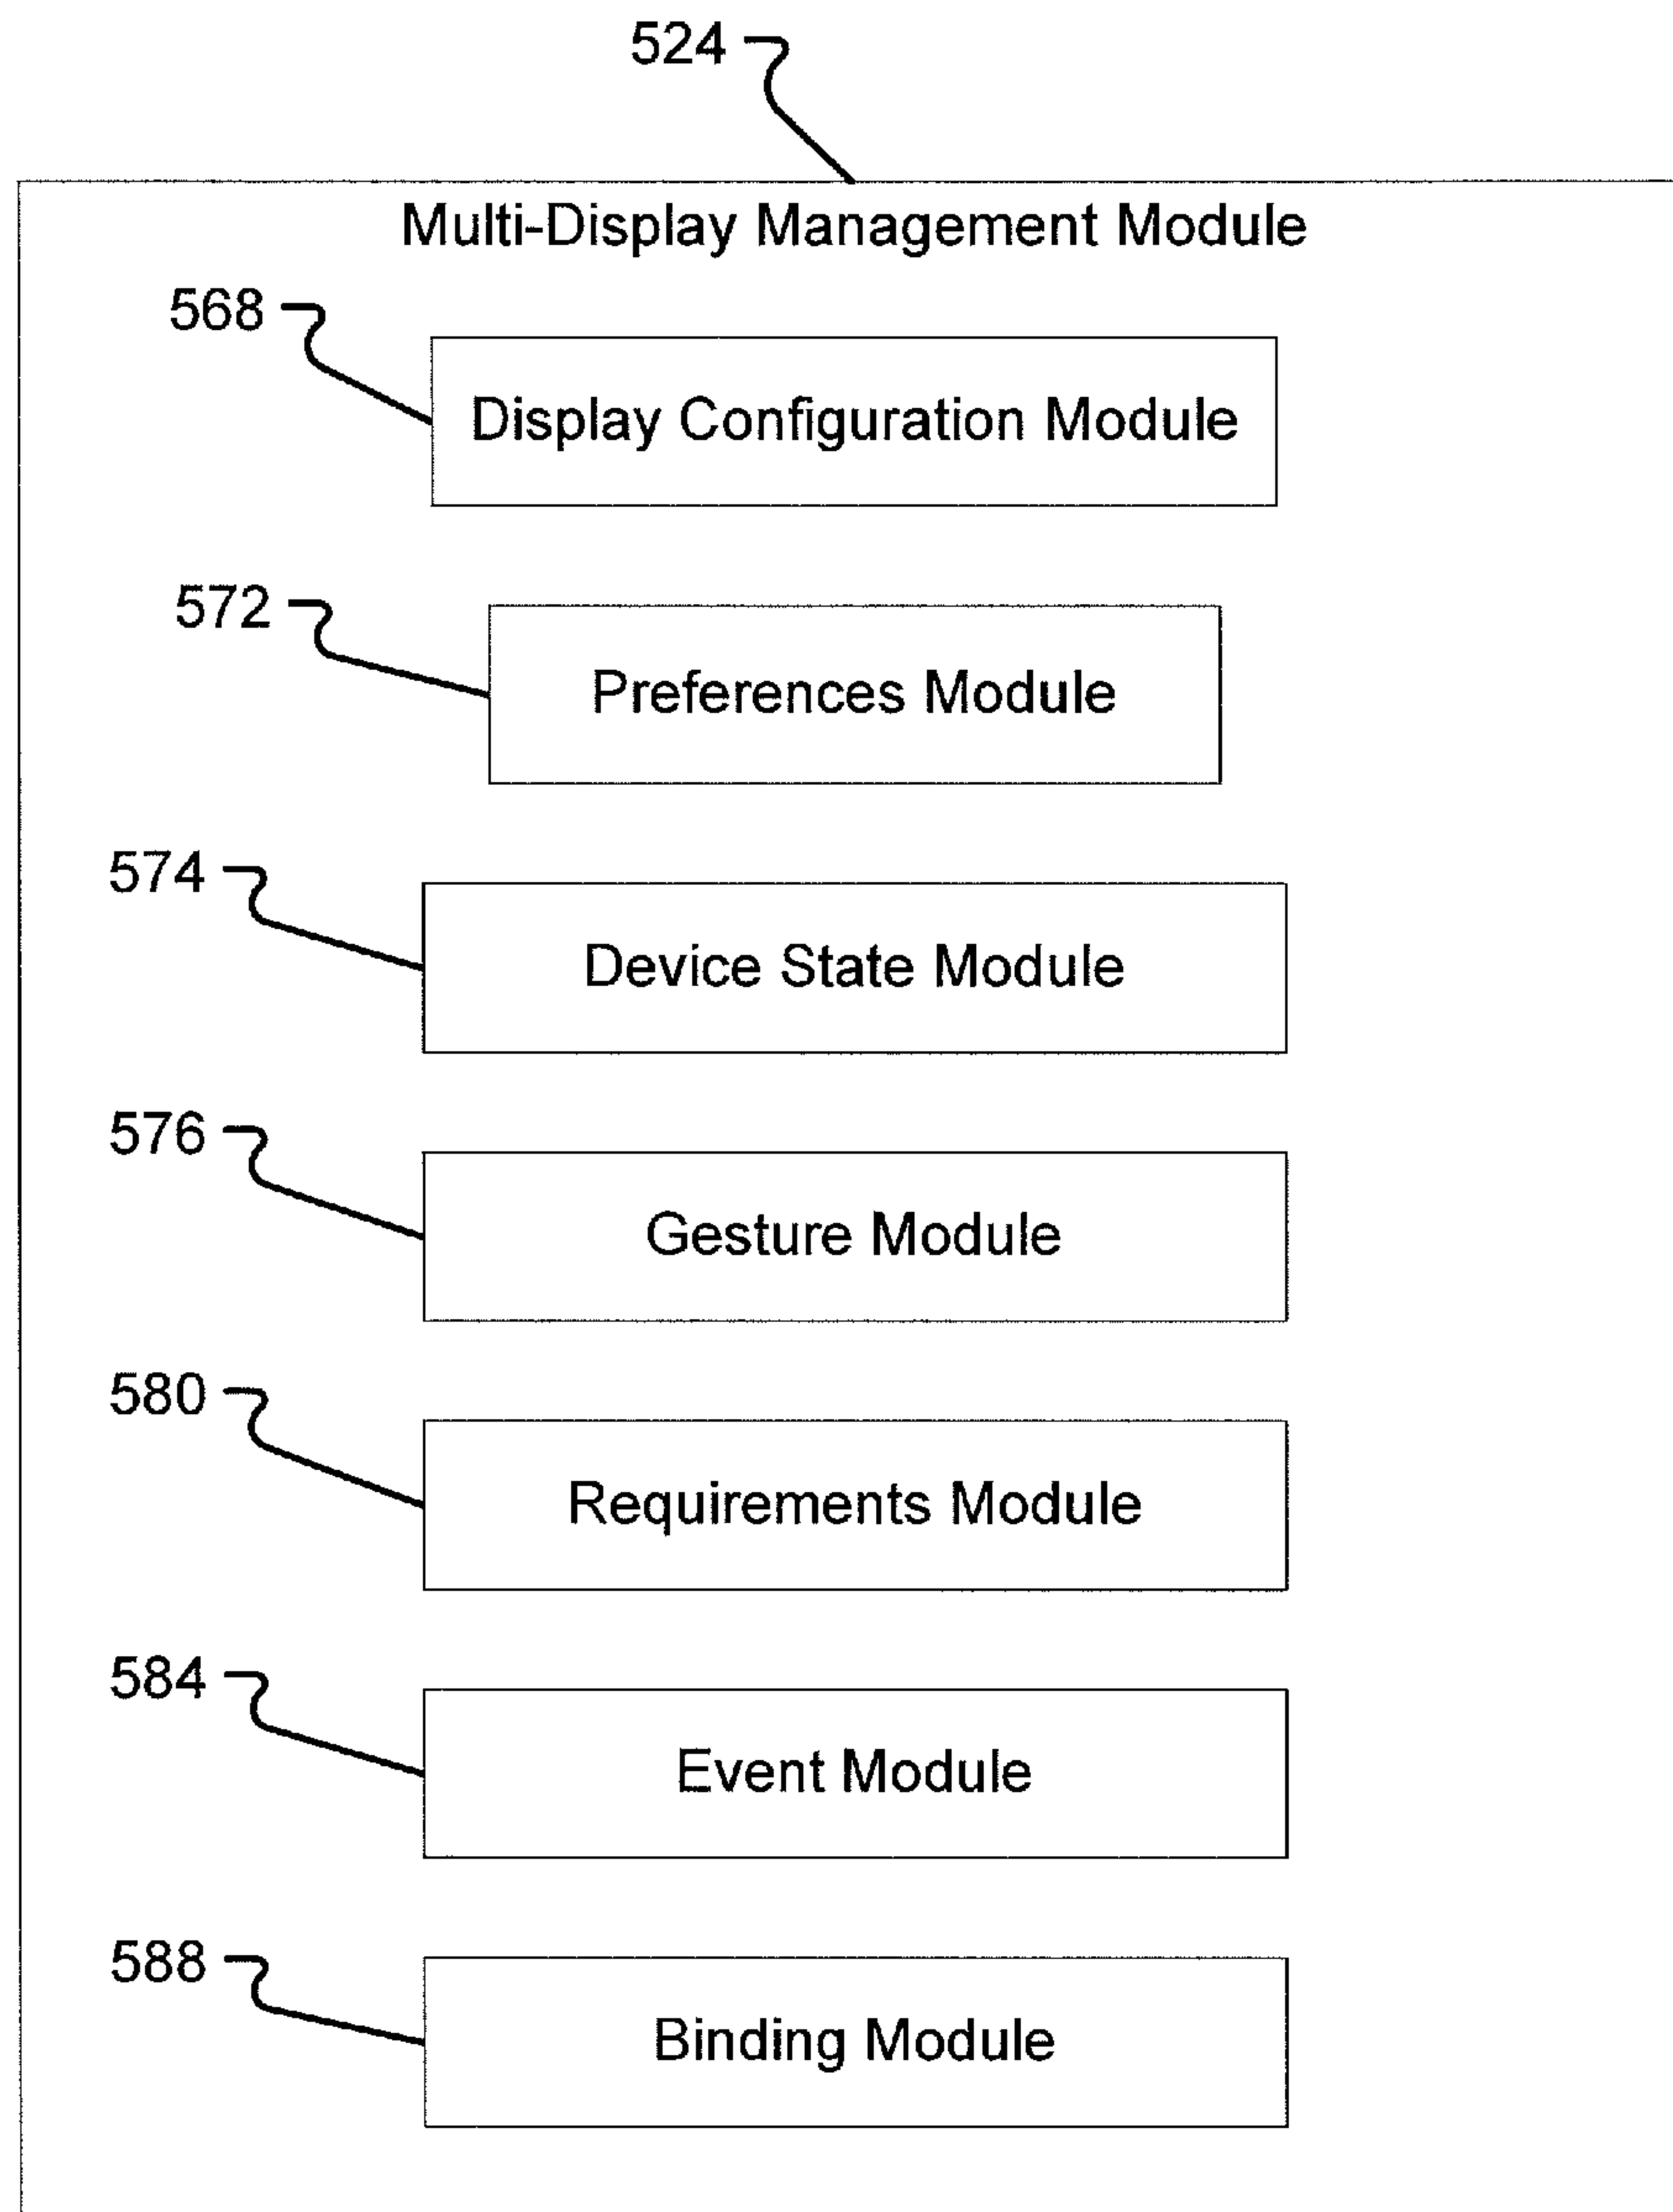 524
Multi-Display Management Module
568
Display Configuration Module
572
Preferences Module
574
Device State Module
576
Gesture Module
580
Requirements Module
584
Event Module
588
Binding Module